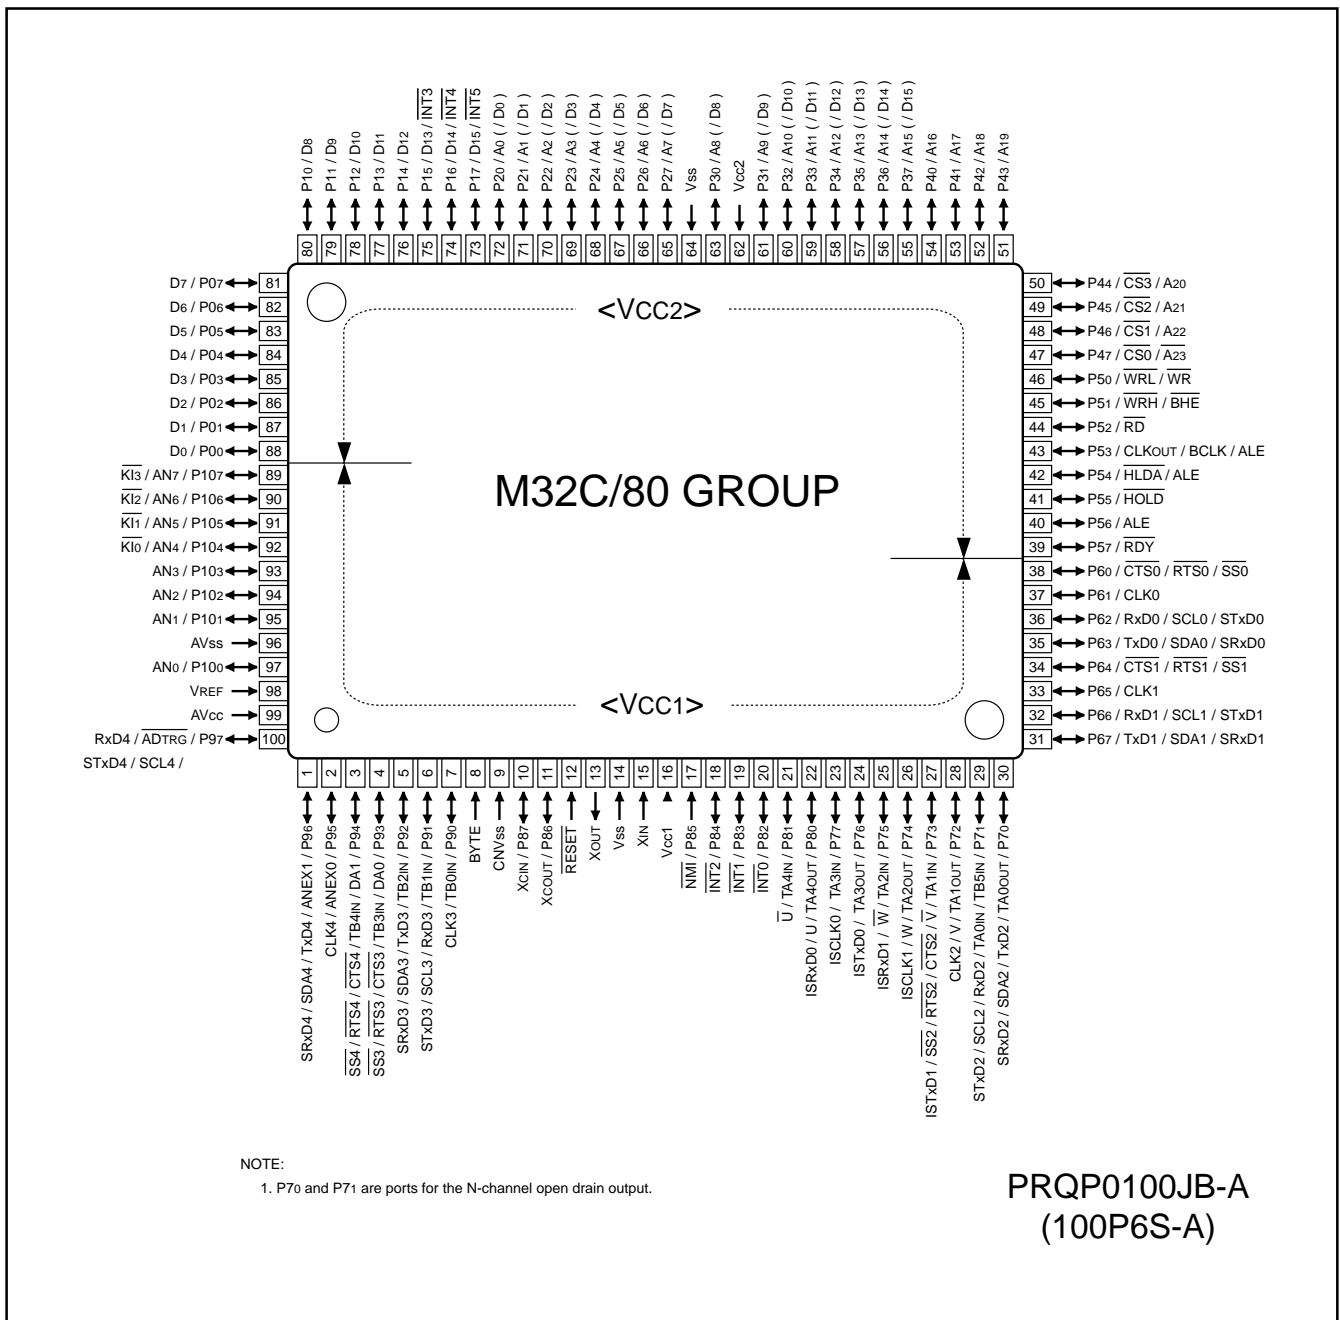 P10 / D8
P11 / D9
P12 / D10
P13 / D11
P14 / D12
P15 / D13 / INT3
P16 / D14 / INT4
P17 / D15 / INT5
P20 / A0 ( / D0 )
P21 / A1 ( / D1 )
P22 / A2 ( / D2 )
P23 / A3 ( / D3 )
P24 / A4 ( / D4 )
P25 / A5 ( / D5 )
P26 / A6 ( / D6 )
P27 / A7 ( / D7 )
Vss
P30 / A8 ( / D8 )
Vcc2
P31 / A9 ( / D9 )
P32 / A10 ( / D10 )
P33 / A11 ( / D11 )
P34 / A12 ( / D12 )
P35 / A13 ( / D13 )
P36 / A14 ( / D14 )
P37 / A15 ( / D15 )
P40 / A16
P41 / A17
P42 / A18
P43 / A19
80 79 78 77 76 75 74 73 72 71 70 69 68 67 66 65 64 63 62 61 60 59 58 57 56 55 54 53 52 51
D7 / P07 81
D6 / P06 82
D5 / P05 83
D4 / P04 84
D3 / P03 85
D2 / P02 86
D1 / P01 87
D0 / P00 88
KI3 / AN7 / P107 89
KI2 / AN6 / P106 90
KI1 / AN5 / P105 91
KI0 / AN4 / P104 92
AN3 / P103 93
AN2 / P102 94
AN1 / P101 95
AVss 96
AN0 / P100 97
VREF 98
AVcc 99
RxD4 / ADTRG / P97 100
STxD4 / SCL4 /
<VCC2>
M32C/80 GROUP
<VCC1>
50 P44 / CS3 / A20
49 P45 / CS2 / A21
48 P46 / CS1 / A22
47 P47 / CS0 / A23
46 P50 / WRL / WR
45 P51 / WRH / BHE
44 P52 / RD
43 P53 / CLKOUT / BCLK / ALE
42 P54 / HLDA / ALE
41 P55 / HOLD
40 P56 / ALE
39 P57 / RDY
38 P60 / CTS0 / RTS0 / SS0
37 P61 / CLK0
36 P62 / RxD0 / SCL0 / STxD0
35 P63 / TxD0 / SDA0 / SRxD0
34 P64 / CTS1 / RTS1 / SS1
33 P65 / CLK1
32 P66 / RxD1 / SCL1 / STxD1
31 P67 / TxD1 / SDA1 / SRxD1
1 2 3 4 5 6 7 8 9 10 11 12 13 14 15 16 17 18 19 20 21 22 23 24 25 26 27 28 29 30
SRxD4 / SDA4 / TxD4 / ANEX1 / P96
CLK4 / ANEX0 / P95
SS4 / RTS4 / CTS4 / TB4IN / DA1 / P94
SS3 / RTS3 / CTS3 / TB3IN / DA0 / P93
SRxD3 / SDA3 / TxD3 / TB2IN / P92
STxD3 / SCL3 / RxD3 / TB1IN / P91
CLK3 / TB0IN / P90
BYTE
CNVss
XCIN / P87
XCOUT / P86
RESET
XOUT
Vss
XIN
Vcc1
NMI / P85
INT2 / P84
INT1 / P83
INT0 / P82
U / TA4IN / P81
ISRxD0 / U / TA4OUT / P80
ISCLK0 / TA3IN / P77
ISTxD0 / TA3OUT / P76
ISRxD1 / W / TA2IN / P75
ISCLK1 / W / TA2OUT / P74
ISTxD1 / SS2 / RTS2 / CTS2 / V / TA1IN / P73
CLK2 / V / TA1OUT / P72
STxD2 / SCL2 / RxD2 / TA0IN / TB5IN / P71
SRxD2 / SDA2 / TxD2 / TA0OUT / P70
NOTE:
1. P70 and P71 are ports for the N-channel open drain output.
PRQP0100JB-A
(100P6S-A)